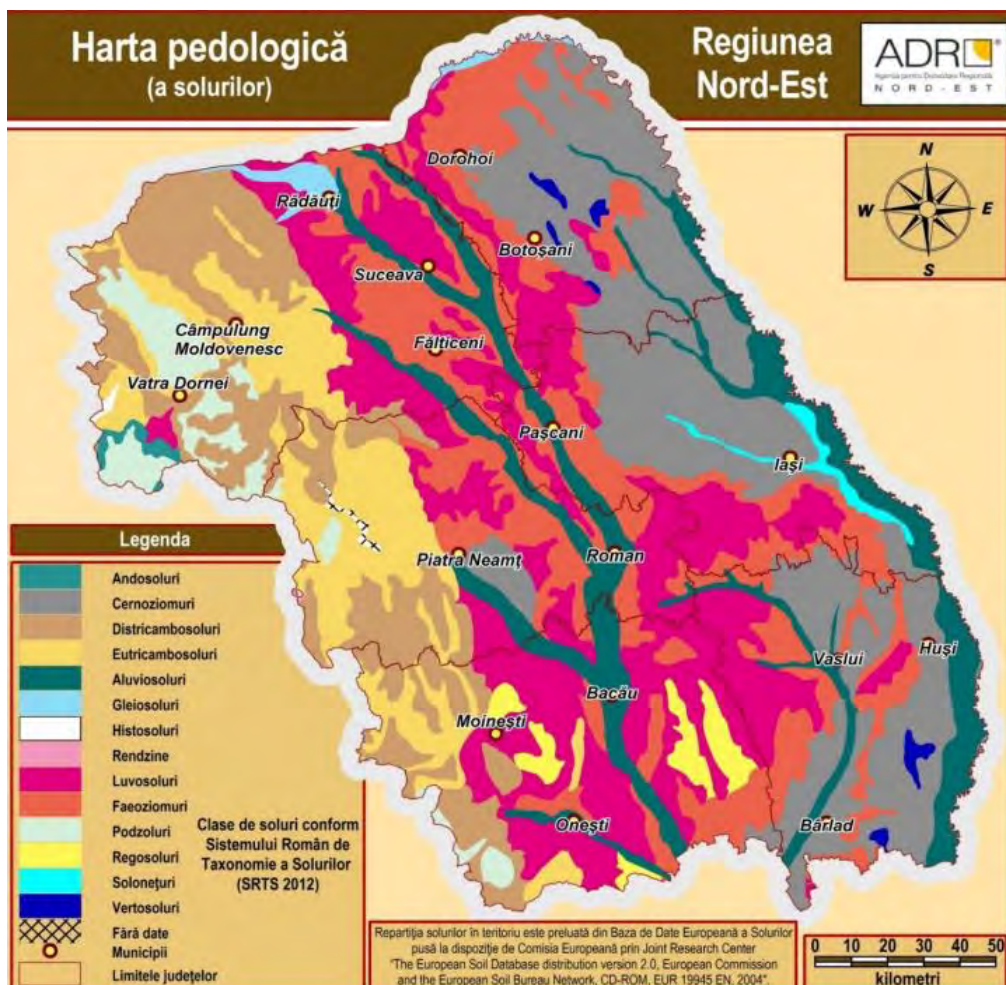 Harta pedologică
(a solurilor)
Regiunea
Nord-Est
ADR
Agenția pentru Dezvoltare Regională
NORD-EST
N
W
E
S
Dorohoi
Rădăuți
Botoșani
Suceava
Câmpulung
Moldovenesc
Fălticeni
Vatra Dornei
Pașcani
Iași
Piatra Neamț
Roman
Huși
Vaslui
Bacău
Moinești
Onești
Bârlad
Legenda
Andosoluri
Cernoziomuri
Districambosoluri
Eutricambosoluri
Aluviosoluri
Gleiosoluri
Histosoluri
Rendzine
Luvosoluri
Faeoziomuri
Podzoluri
Regosoluri
Solonețuri
Vertosoluri
Fără date
Municipii
Limitele județelor
Clase de soluri conform
Sistemului Român de
Taxonomie a Solurilor
(SRTS 2012)
Repartiția solurilor în teritoriu este preluată din Baza de Date Europeană a Solurilor
pusă la dispoziție de Comisia Europeană prin Joint Research Center
"The European Soil Database distribution version 2.0, European Commission
and the European Soil Bureau Network, CD-ROM, EUR 19945 EN, 2004".
0 10 20 30 40 50
kilometri